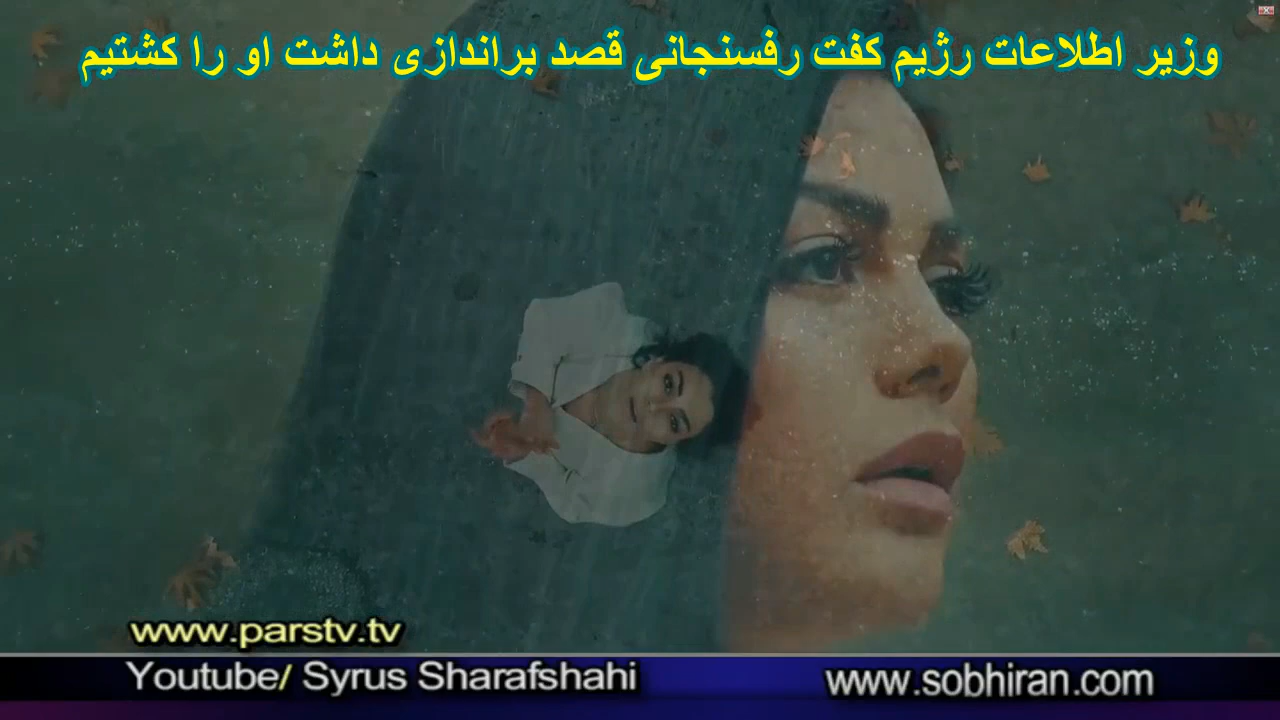 وزیر اطلاعات رژیم کفت رفسنجانی قصد براندازی داشت او را کشتیم
www.parstv.tv
Youtube/ Syrus Sharafshahi
www.sobhiran.com